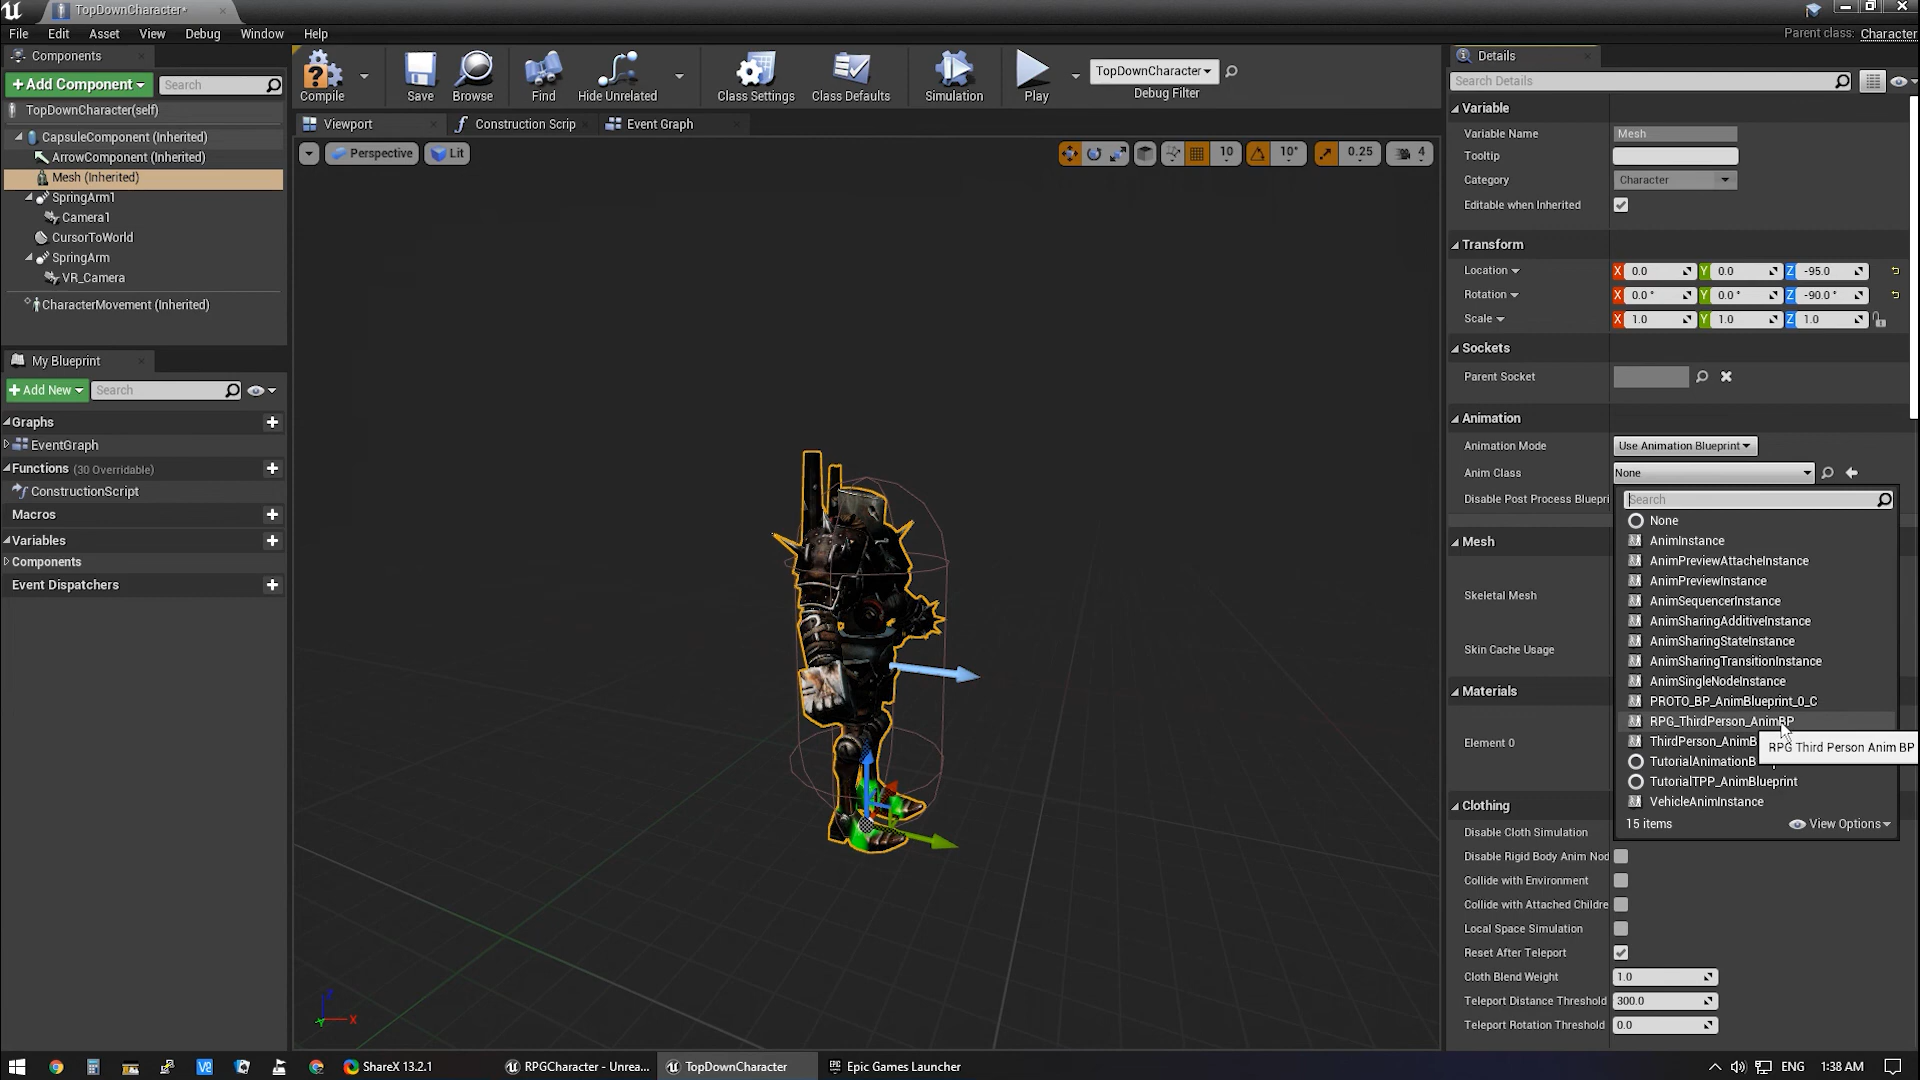 TopDownCharacter*
File Edit Asset View Debug Window Help
Parent class: Character
Components
+Add Component
Search
TopDownCharacter(self)
CapsuleComponent (Inherited)
ArrowComponent (Inherited)
Mesh (Inherited)
SpringArm1
Camera1
CursorToWorld
SpringArm
VR_Camera
CharacterMovement (Inherited)
My Blueprint
+Add New
Search
Graphs
EventGraph
Functions (30 Overridable)
ConstructionScript
Macros
Variables
Components
Event Dispatchers
Compile
Save
Browse
Find
Hide Unrelated
Class Settings
Class Defaults
Simulation
Play
TopDownCharacter
Debug Filter
Viewport
Construction Scrip
Event Graph
Perspective
Lit
10
10°
0.25
4
Z
X
Y
Details
Search Details
Variable
Variable Name Mesh
Tooltip
Category Character
Editable when Inherited
Transform
Location X 0.0 Y 0.0 Z -95.0
Rotation X 0.0 ° Y 0.0 ° Z -90.0 °
Scale X 1.0 Y 1.0 Z 1.0
Sockets
Parent Socket
Animation
Animation Mode Use Animation Blueprint
Anim Class None
Disable Post Process Bluepri
Search
None
AnimInstance
AnimPreviewAttacheInstance
AnimPreviewInstance
AnimSequencerInstance
AnimSharingAdditiveInstance
AnimSharingStateInstance
AnimSharingTransitionInstance
AnimSingleNodeInstance
PROTO_BP_AnimBlueprint_0_C
RPG_ThirdPerson_AnimBP
ThirdPerson_AnimB
RPG Third Person Anim BP
TutorialAnimationB
TutorialTPP_AnimBlueprint
VehicleAnimInstance
15 items
View Options
Mesh
Skeletal Mesh
Skin Cache Usage
Materials
Element 0
Clothing
Disable Cloth Simulation
Disable Rigid Body Anim Nod
Collide with Environment
Collide with Attached Childre
Local Space Simulation
Reset After Teleport
Cloth Blend Weight 1.0
Teleport Distance Threshold 300.0
Teleport Rotation Threshold 0.0
ShareX 13.2.1
RPGCharacter - Unrea...
TopDownCharacter
Epic Games Launcher
ENG
1:38 AM